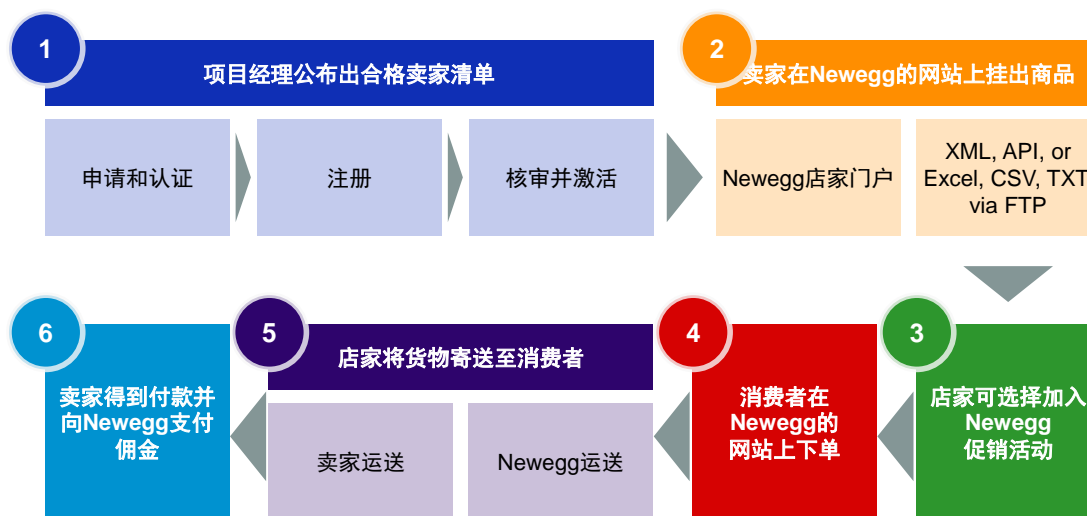 1
项目经理公布出合格卖家清单
申请和认证
注册
核审并激活
2
卖家在Newegg的网站上挂出商品
Newegg店家门户
XML, API, or
Excel, CSV, TXT
via FTP
3
店家可选择加入
Newegg
促销活动
4
消费者在
Newegg的
网站上下单
5
店家将货物寄送至消费者
卖家运送
Newegg运送
6
卖家得到付款并
向Newegg支付
佣金